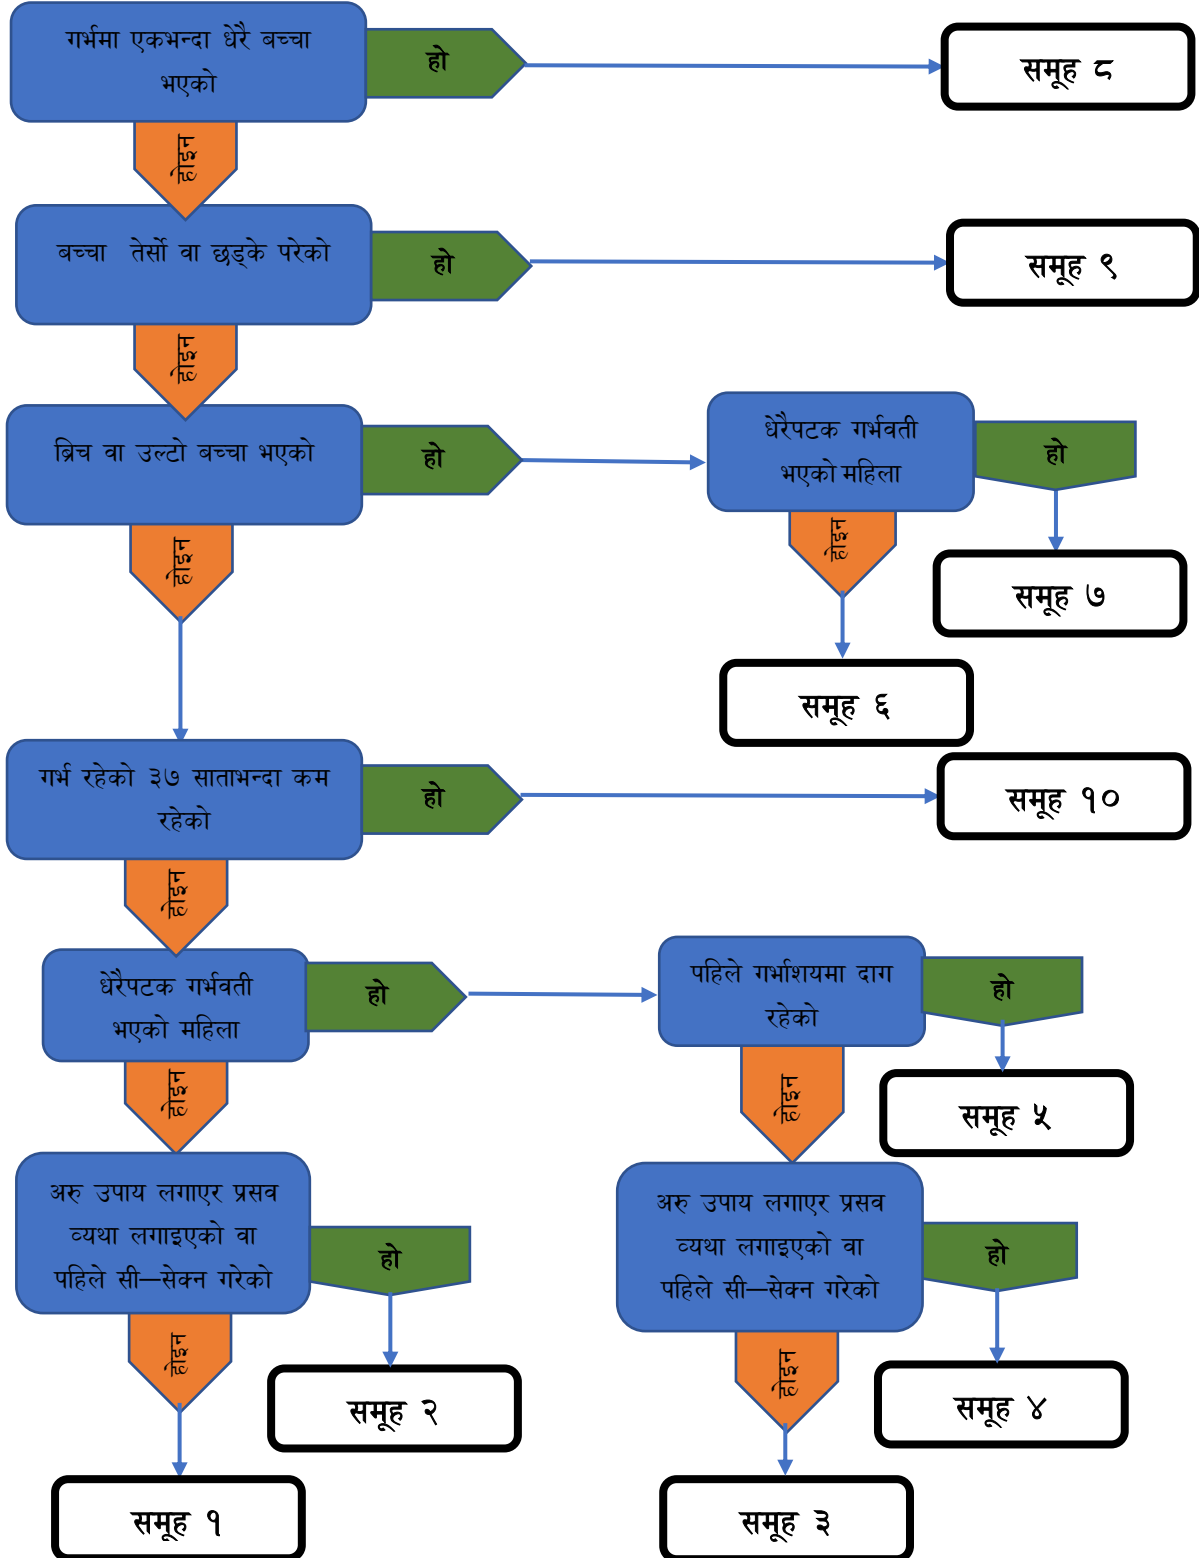 गर्भमा एकभन्दा धेरै बच्चा
भएको
हो
समूह ८
होइन
बच्चा तेर्सो वा छड्के परेको
हो
समूह ९
होइन
ब्रिच वा उल्टो बच्चा भएको
हो
धेरैपटक गर्भवती
भएको महिला
हो
होइन
होइन
समूह ७
समूह ६
गर्भ रहेको ३७ साताभन्दा कम
रहेको
हो
समूह १०
होइन
धेरैपटक गर्भवती
भएको महिला
हो
पहिले गर्भाशयमा दाग
रहेको
हो
होइन
होइन
समूह ५
अरु उपाय लगाएर प्रसव
व्यथा लगाइएको वा
पहिले सी–सेक्न गरेको
हो
अरु उपाय लगाएर प्रसव
व्यथा लगाइएको वा
पहिले सी–सेक्न गरेको
हो
होइन
होइन
समूह २
समूह ४
समूह १
समूह ३